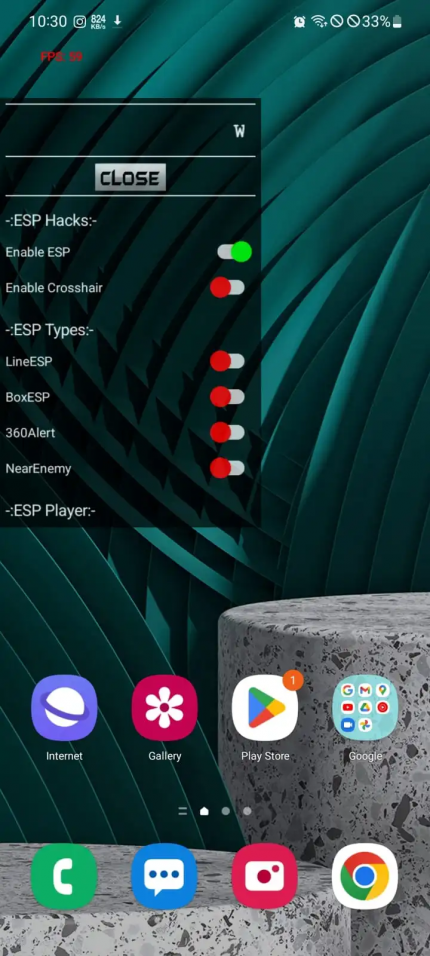 10:30 824 KB/s 33%
FPS: 59
W
CLOSE
-:ESP Hacks:-
Enable ESP
Enable Crosshair
-:ESP Types:-
LineESP
BoxESP
360Alert
NearEnemy
-:ESP Player:-
1
Internet Gallery Play Store Google